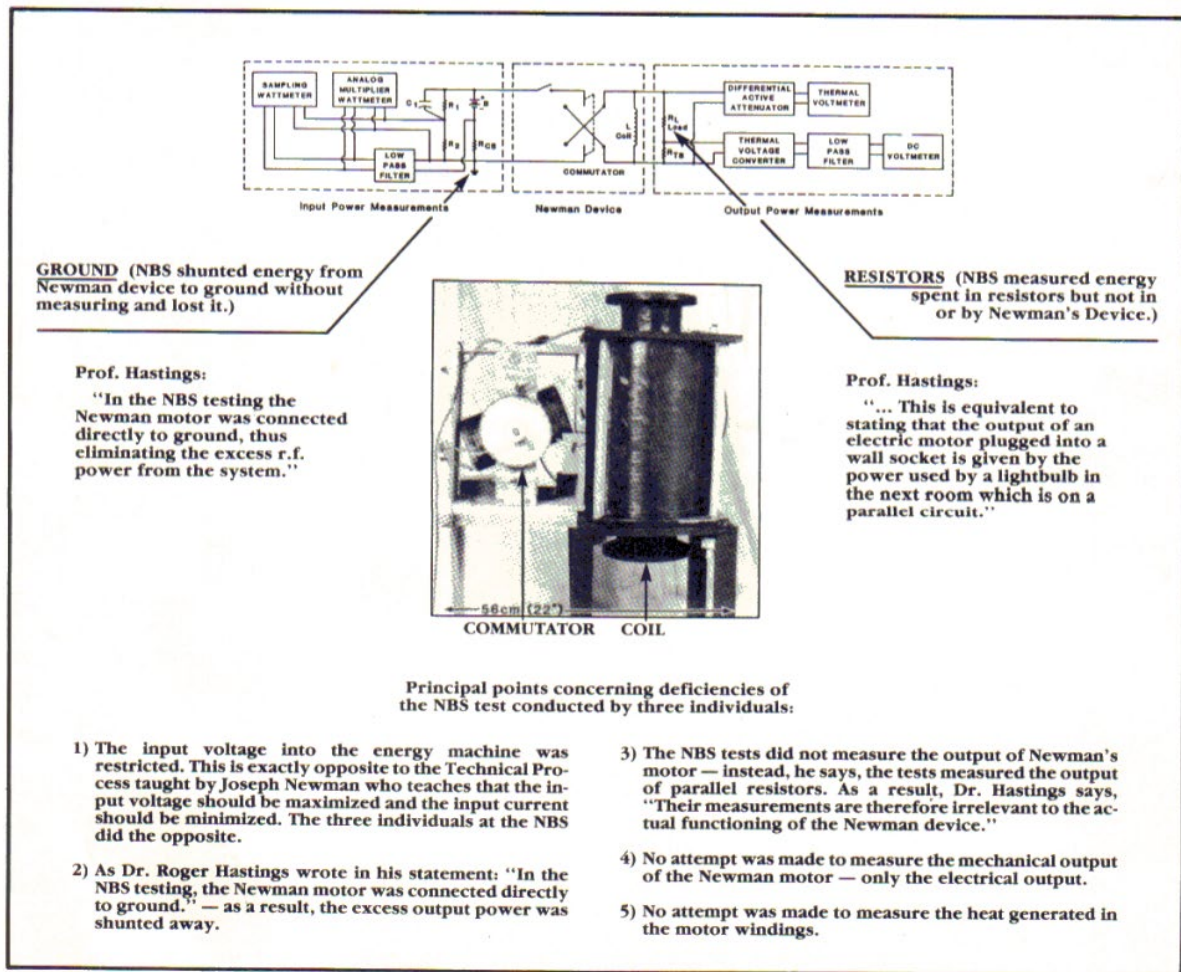 SAMPLING
WATTMETER
ANALOG
MULTIPLIER
WATTMETER
LOW
PASS
FILTER
C1
R1
R2
B
RCS
L
Coil
COMMUTATOR
RL
Load
RTS
DIFFERENTIAL
ACTIVE
ATTENUATOR
THERMAL
VOLTMETER
THERMAL
VOLTAGE
CONVERTER
LOW
PASS
FILTER
DC
VOLTMETER
Input Power Measurements
Newman Device
Output Power Measurements
GROUND (NBS shunted energy from
Newman device to ground without
measuring and lost it.)
Prof. Hastings:
"In the NBS testing the
Newman motor was connected
directly to ground, thus
eliminating the excess r.f.
power from the system."
RESISTORS (NBS measured energy
spent in resistors but not in
or by Newman's Device.)
Prof. Hastings:
"... This is equivalent to
stating that the output of an
electric motor plugged into a
wall socket is given by the
power used by a lightbulb in
the next room which is on a
parallel circuit."
56cm (22")
COMMUTATOR COIL
Principal points concerning deficiencies of
the NBS test conducted by three individuals:
1) The input voltage into the energy machine was
restricted. This is exactly opposite to the Technical Pro-
cess taught by Joseph Newman who teaches that the in-
put voltage should be maximized and the input current
should be minimized. The three individuals at the NBS
did the opposite.
2) As Dr. Roger Hastings wrote in his statement: "In the
NBS testing, the Newman motor was connected directly
to ground." — as a result, the excess output power was
shunted away.
3) The NBS tests did not measure the output of Newman's
motor — instead, he says, the tests measured the output
of parallel resistors. As a result, Dr. Hastings says,
"Their measurements are therefore irrelevant to the ac-
tual functioning of the Newman device."
4) No attempt was made to measure the mechanical output
of the Newman motor — only the electrical output.
5) No attempt was made to measure the heat generated in
the motor windings.